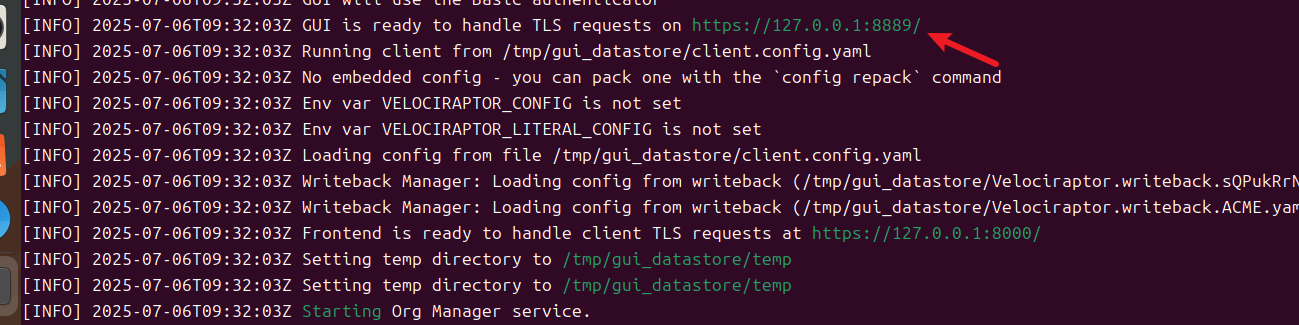 [INFO] 2025-07-06T09:32:03Z GUI will use the Basic authenticator
[INFO] 2025-07-06T09:32:03Z GUI is ready to handle TLS requests on https://127.0.0.1:8889/
[INFO] 2025-07-06T09:32:03Z Running client from /tmp/gui_datastore/client.config.yaml
[INFO] 2025-07-06T09:32:03Z No embedded config - you can pack one with the `config repack` command
[INFO] 2025-07-06T09:32:03Z Env var VELOCIRAPTOR_CONFIG is not set
[INFO] 2025-07-06T09:32:03Z Env var VELOCIRAPTOR_LITERAL_CONFIG is not set
[INFO] 2025-07-06T09:32:03Z Loading config from file /tmp/gui_datastore/client.config.yaml
[INFO] 2025-07-06T09:32:03Z Writeback Manager: Loading config from writeback (/tmp/gui_datastore/Velociraptor.writeback.sQPukRrN
[INFO] 2025-07-06T09:32:03Z Writeback Manager: Loading config from writeback (/tmp/gui_datastore/Velociraptor.writeback.ACME.yam
[INFO] 2025-07-06T09:32:03Z Frontend is ready to handle client TLS requests at https://127.0.0.1:8000/
[INFO] 2025-07-06T09:32:03Z Setting temp directory to /tmp/gui_datastore/temp
[INFO] 2025-07-06T09:32:03Z Setting temp directory to /tmp/gui_datastore/temp
[INFO] 2025-07-06T09:32:03Z Starting Org Manager service.